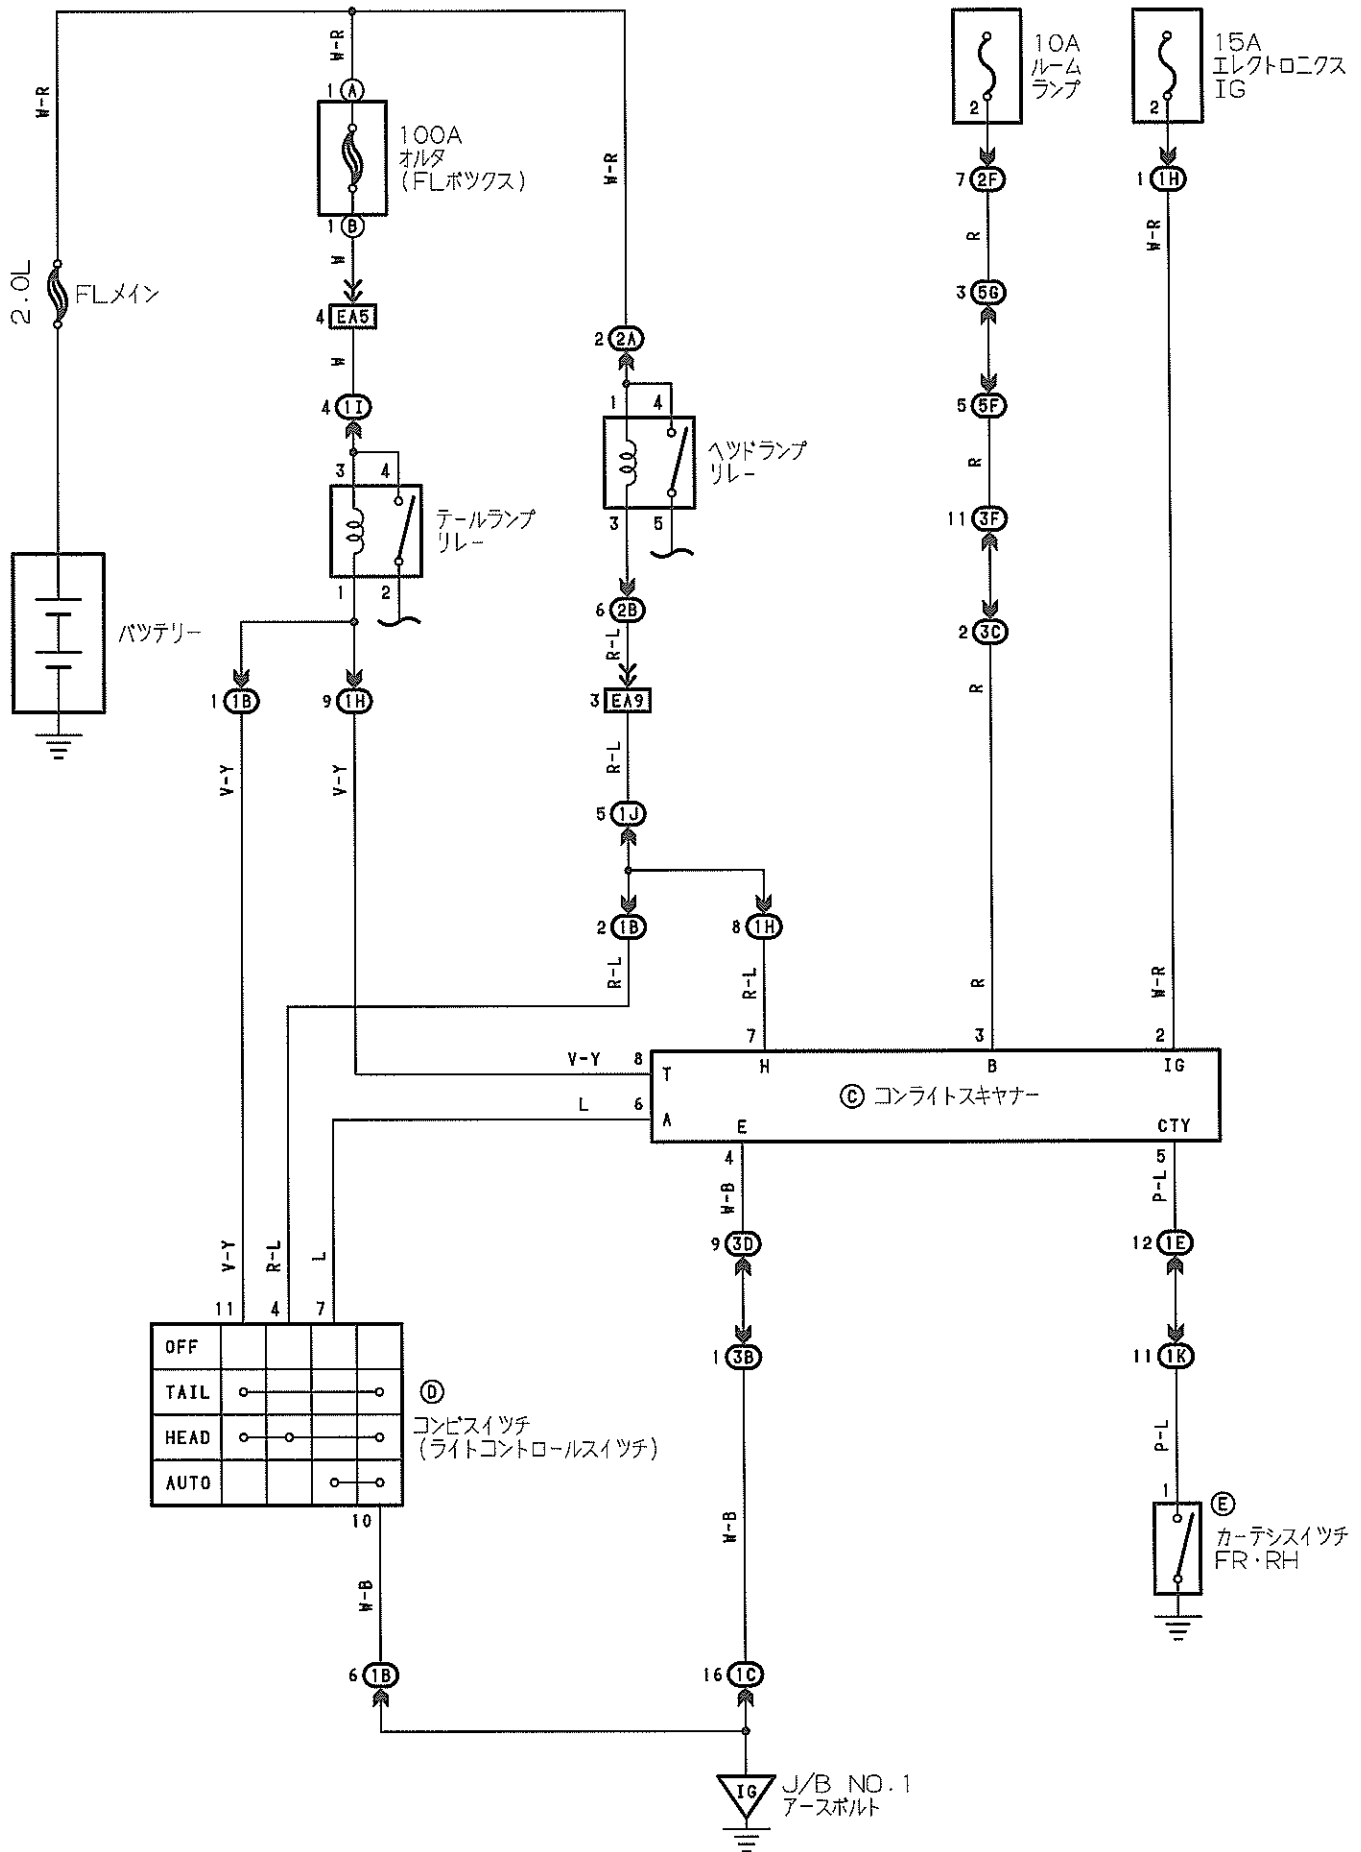 W-R
W-R
W-R
1 A
100A
オルタ
(FLボックス)
1 B
W
4 EA5
W
4 1I
2.0L
FLメイン
バッテリー
10A
ルーム
ランプ
2
7 2F
R
3 5G
5 5F
R
11 3F
2 3C
R
R
15A
エレクトロニクス
IG
2
1 1H
W-R
W-R
2 2A
1 4
ヘッドランプ
リレー
3 5
6 2B
R-L
3 EA9
R-L
5 1J
3 4
テールランプ
リレー
1 2
1 1B
9 1H
V-Y
V-Y
2 1B
8 1H
R-L
R-L
7
3
2
V-Y 8
T
H
B
IG
C コンライトスキャナー
L 6
A
E
CTY
4
5
W-B
P-L
9 3D
12 1E
1 3B
11 1K
V-Y
R-L
L
11 4 7
OFF
TAIL
HEAD
AUTO
D
コンビスイッチ
(ライトコントロールスイッチ)
10
W-B
W-B
P-L
1
E
カーテシスイッチ
FR・RH
6 1B
16 1C
IG
J/B NO.1
アースボルト